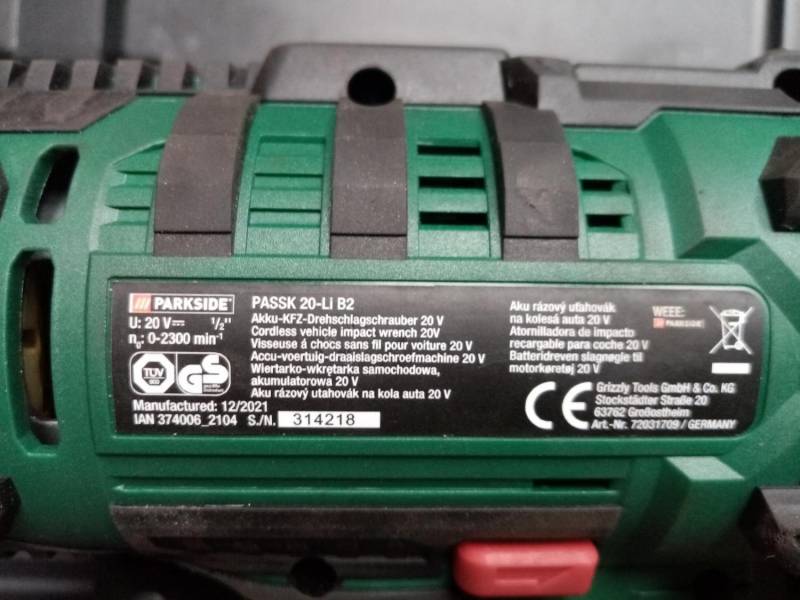 PARKSIDE
U: 20 V 1/2"
n₀: 0-2300 min⁻¹
TÜV
GS
Manufactured: 12/2021
IAN 374006_2104 S./N. 314218
PASSK 20-Li B2
Akku-KFZ-Drehschlagschrauber 20 V
Cordless vehicle impact wrench 20V
Visseuse á chocs sans fil pour voiture 20 V
Accu-voertuig-draaislagschroefmachine 20 V
Wiertarko-wkrętarka samochodowa,
akumulatorowa 20 V
Aku rázový utahovák na kola auta 20 V
Aku rázový uťahovák
na kolesá auta 20 V
Atornilladora de impacto
recargable para coche 20 V
Batteridreven slagnøgle til
motorkøretøj 20 V
WEEE:
PARKSIDE
CE
Grizzly Tools GmbH & Co. KG
Stockstädter Straße 20
63762 Großostheim
Art.-Nr. 72031709 / GERMANY